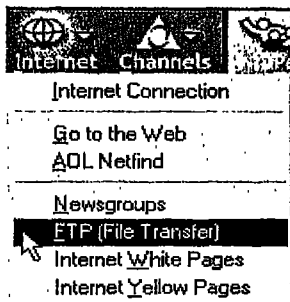 Internet Channels
Internet Connection
Go to the Web
AOL Netfind
Newsgroups
FTP (File Transfer)
Internet White Pages
Internet Yellow Pages